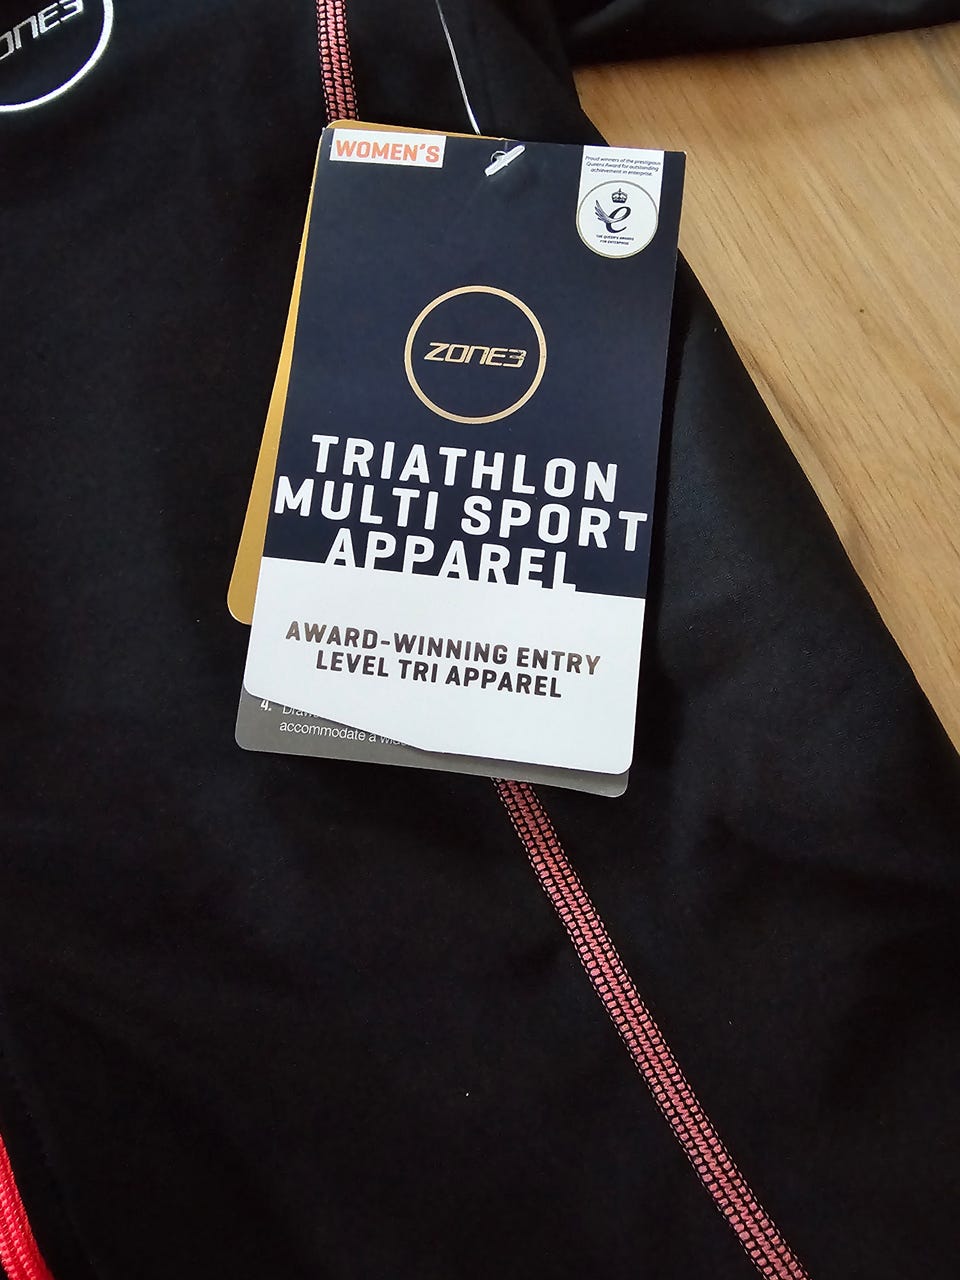 ZONE3
WOMEN'S
Proud winners of the prestigious
Queens Award for outstanding
achievement in enterprise.
e
THE QUEEN'S AWARDS
FOR ENTERPRISE
ZONE3
TRIATHLON
MULTI SPORT
APPAREL
AWARD-WINNING ENTRY
LEVEL TRI APPAREL
4.
accommodate a